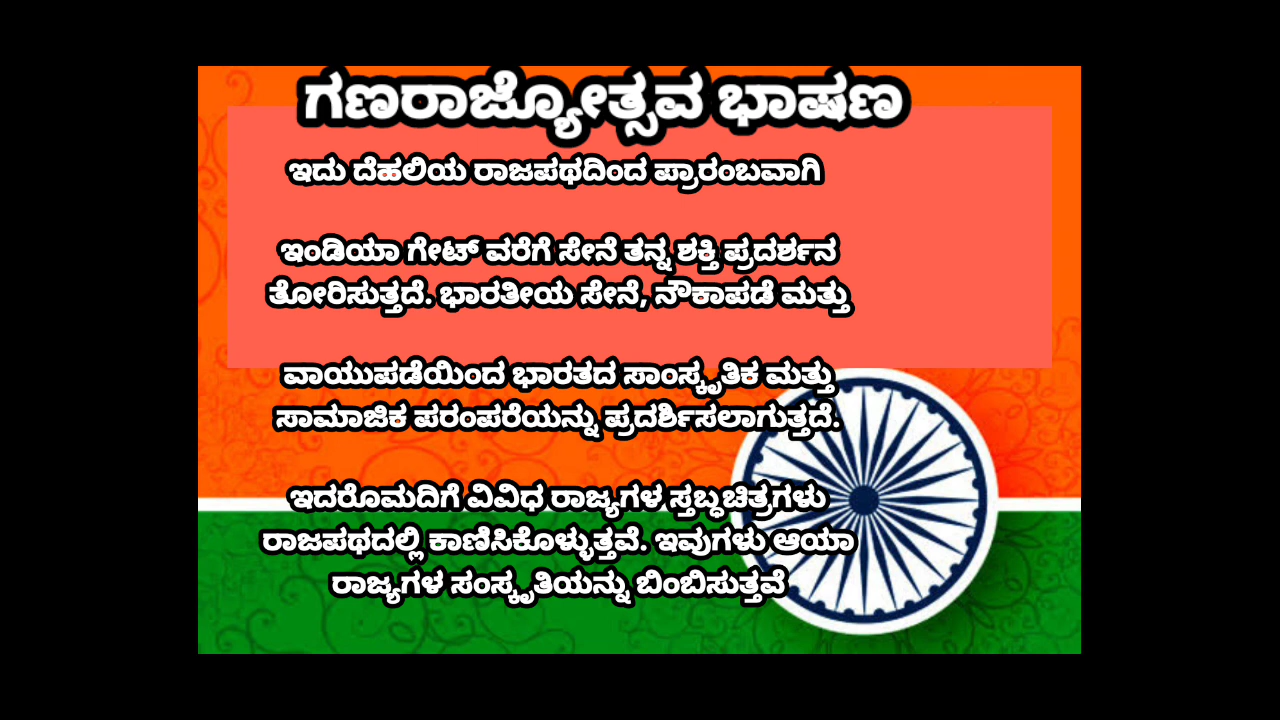 ಗಣರಾಜ್ಯೋತ್ಸವ ಭಾಷಣ
ಇದು ದೆಹಲಿಯ ರಾಜಪಥದಿಂದ ಪ್ರಾರಂಬವಾಗಿ
ಇಂಡಿಯಾ ಗೇಟ್ ವರೆಗೆ ಸೇನೆ ತನ್ನ ಶಕ್ತಿ ಪ್ರದರ್ಶನ
ತೋರಿಸುತ್ತದೆ. ಭಾರತೀಯ ಸೇನೆ, ನೌಕಾಪಡೆ ಮತ್ತು
ವಾಯುಪಡೆಯಿಂದ ಭಾರತದ ಸಾಂಸ್ಕೃತಿಕ ಮತ್ತು
ಸಾಮಾಜಿಕ ಪರಂಪರೆಯನ್ನು ಪ್ರದರ್ಶಿಸಲಾಗುತ್ತದೆ.
ಇದರೊಮದಿಗೆ ವಿವಿಧ ರಾಜ್ಯಗಳ ಸ್ತಬ್ಧಚಿತ್ರಗಳು
ರಾಜಪಥದಲ್ಲಿ ಕಾಣಿಸಿಕೊಳ್ಳುತ್ತವೆ. ಇವುಗಳು ಆಯಾ
ರಾಜ್ಯಗಳ ಸಂಸ್ಕೃತಿಯನ್ನು ಬಿಂಬಿಸುತ್ತವೆ